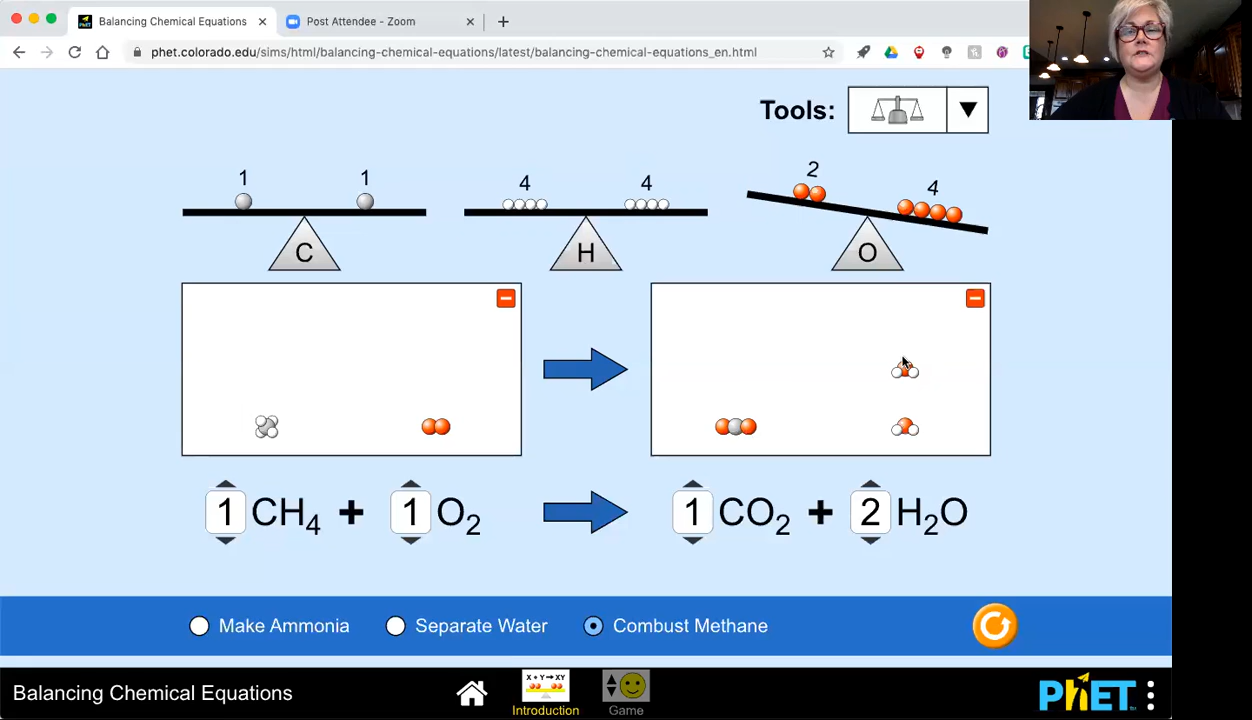 Balancing Chemical Equations
Post Attendee - Zoom
phet.colorado.edu/sims/html/balancing-chemical-equations/latest/balancing-chemical-equations_en.html
Tools:
1 1
C
4 4
H
2 4
O
1 CH4 + 1 O2 1 CO2 + 2 H2O
Make Ammonia
Separate Water
Combust Methane
Balancing Chemical Equations
X + Y → XY
Introduction
Game
PhET